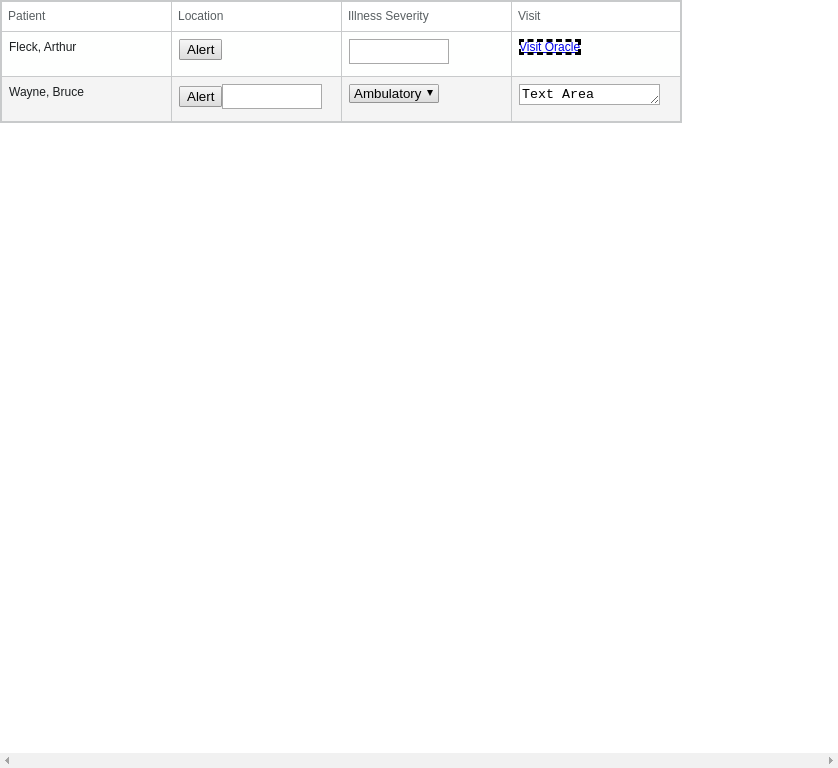 Patient Location Illness Severity Visit
Fleck, Arthur Alert Visit Oracle
Wayne, Bruce Alert Ambulatory Text Area